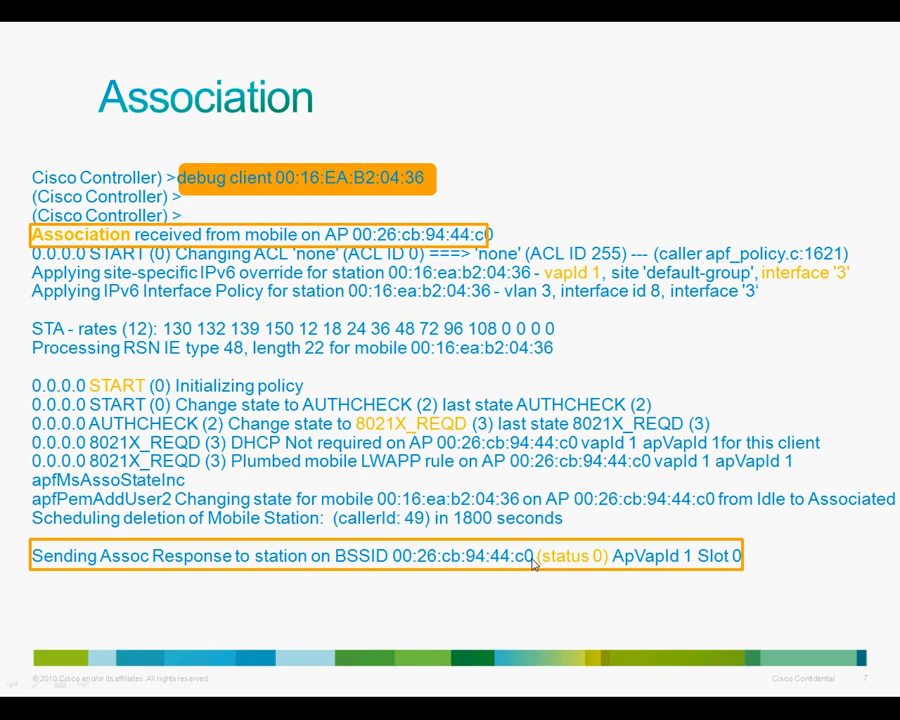 Association
Cisco Controller) >debug client 00:16:EA:B2:04:36
(Cisco Controller) >
(Cisco Controller) >
Association received from mobile on AP 00:26:cb:94:44:c0
0.0.0.0 START (0) Changing ACL 'none' (ACL ID 0) ===> 'none' (ACL ID 255) --- (caller apf_policy.c:1621)
Applying site-specific IPv6 override for station 00:16:ea:b2:04:36 - vapId 1, site 'default-group', interface '3'
Applying IPv6 Interface Policy for station 00:16:ea:b2:04:36 - vlan 3, interface id 8, interface '3‘
STA - rates (12): 130 132 139 150 12 18 24 36 48 72 96 108 0 0 0 0
Processing RSN IE type 48, length 22 for mobile 00:16:ea:b2:04:36
0.0.0.0 START (0) Initializing policy
0.0.0.0 START (0) Change state to AUTHCHECK (2) last state AUTHCHECK (2)
0.0.0.0 AUTHCHECK (2) Change state to 8021X_REQD (3) last state 8021X_REQD (3)
0.0.0.0 8021X_REQD (3) DHCP Not required on AP 00:26:cb:94:44:c0 vapId 1 apVapId 1for this client
0.0.0.0 8021X_REQD (3) Plumbed mobile LWAPP rule on AP 00:26:cb:94:44:c0 vapId 1 apVapId 1
apfMsAssoStateInc
apfPemAddUser2 Changing state for mobile 00:16:ea:b2:04:36 on AP 00:26:cb:94:44:c0 from Idle to Associated
Scheduling deletion of Mobile Station: (callerId: 49) in 1800 seconds
Sending Assoc Response to station on BSSID 00:26:cb:94:44:c0 (status 0) ApVapId 1 Slot 0
© 2010 Cisco and/or its affiliates. All rights reserved.
Cisco Confidential
7